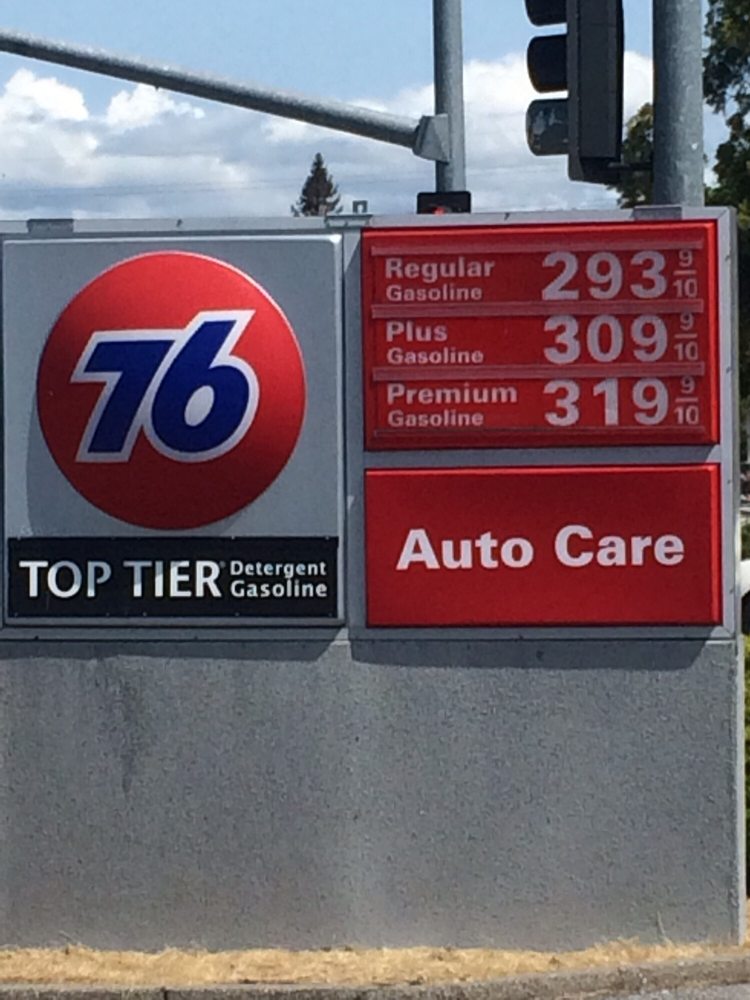 76
TOP TIER Detergent
Gasoline
Regular
Gasoline
293 9/10
Plus
Gasoline
309 9/10
Premium
Gasoline
319 9/10
Auto Care